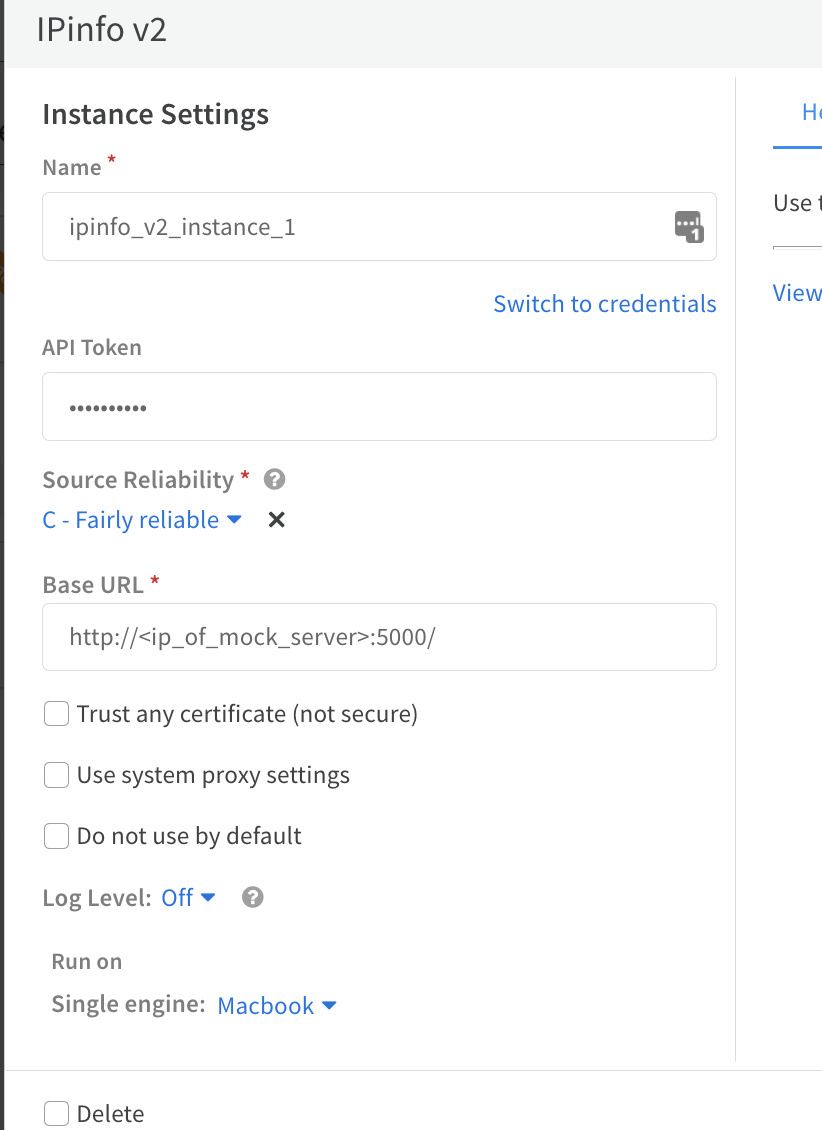 IPinfo v2
Instance Settings
Name *
ipinfo_v2_instance_1
1
Switch to credentials
API Token
••••••••••
Source Reliability * ?
C - Fairly reliable
Base URL *
http://<ip_of_mock_server>:5000/
Trust any certificate (not secure)
Use system proxy settings
Do not use by default
Log Level: Off ?
Run on
Single engine: Macbook
Delete
Use
View